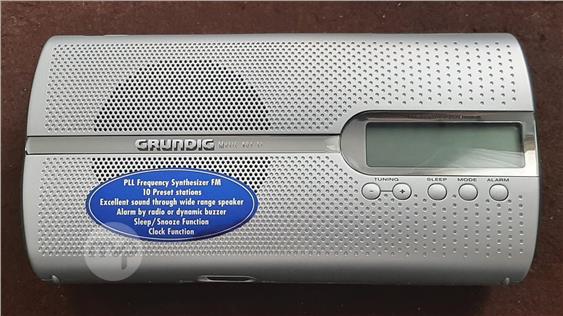 GRUNDIG
PLL Frequency Synthesizer FM
10 Preset stations
Excellent sound through wide range speaker
Alarm by radio or dynamic buzzer
Sleep/Snooze Function
Clock Function
TUNING SLEEP MODE ALARM
- +